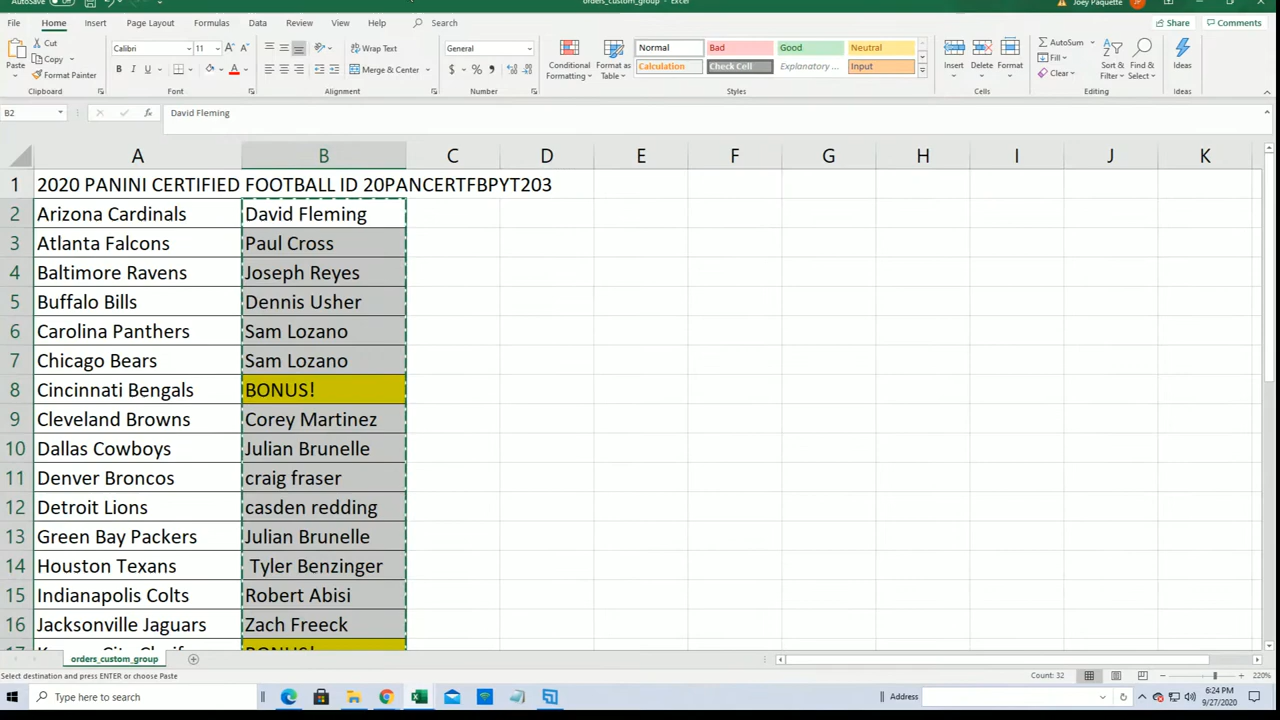 AutoSave Off
orders_custom_group - Excel
Joey Paquette JP
File Home Insert Page Layout Formulas Data Review View Help Search Share Comments
Cut
Copy
Format Painter
Paste
Clipboard
Calibri 11
B I U
Font
Wrap Text
Merge & Center
Alignment
General
$ % ,
Number
Conditional Formatting
Format as Table
Normal Bad Good Neutral
Calculation Check Cell Explanatory ... Input
Styles
Insert Delete Format
Cells
AutoSum
Fill
Clear
Sort & Filter
Find & Select
Editing
Ideas
Ideas
B2 fx David Fleming
A B C D E F G H I J K
1 2020 PANINI CERTIFIED FOOTBALL ID 20PANCERTFBPYT203
2 Arizona Cardinals David Fleming
3 Atlanta Falcons Paul Cross
4 Baltimore Ravens Joseph Reyes
5 Buffalo Bills Dennis Usher
6 Carolina Panthers Sam Lozano
7 Chicago Bears Sam Lozano
8 Cincinnati Bengals BONUS!
9 Cleveland Browns Corey Martinez
10 Dallas Cowboys Julian Brunelle
11 Denver Broncos craig fraser
12 Detroit Lions casden redding
13 Green Bay Packers Julian Brunelle
14 Houston Texans Tyler Benzinger
15 Indianapolis Colts Robert Abisi
16 Jacksonville Jaguars Zach Freeck
orders_custom_group
Select destination and press ENTER or choose Paste
Count: 32
220%
Type here to search
Address
6:24 PM
9/27/2020